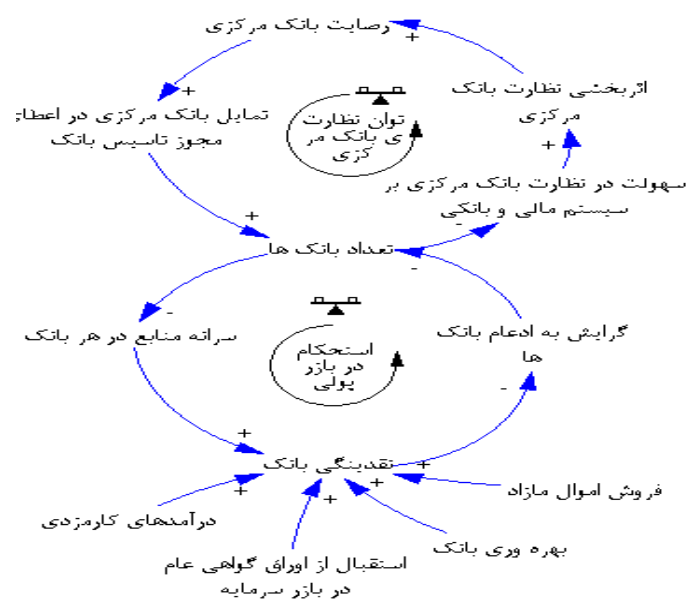 رضایت بانک مرکزی
+
اثربخشی نظارت بانک
مرکزی
+
تمایل بانک مرکزی در اعطای
مجوز تاسیس بانک
+
توان نظارت
ی بانک مر
کزی
سهولت در نظارت بانک مرکزی بر
سیستم مالی و بانکی
+
-
تعداد بانک ها
-
-
سرانه منابع در هر بانک
استحکام
در بازر
پولی
گرایش به ادغام بانک
ها
-
+
نقدینگی بانک
+
+
+
+
فروش اموال مازاد
درآمدهای کارمزدی
بهره وری بانک
استقبال از اوراق گواهی عام
در بازار سرمایه